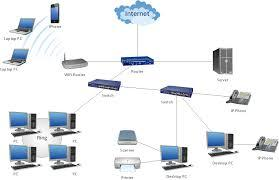 Internet
iPhone
Laptop PC
Laptop PC
WiFi Router
Router
Server
Switch
Switch
IP Phone
PC
PC
Ring
PC
PC
Scanner
Printer
Desktop PC
Desktop PC
IP Phone